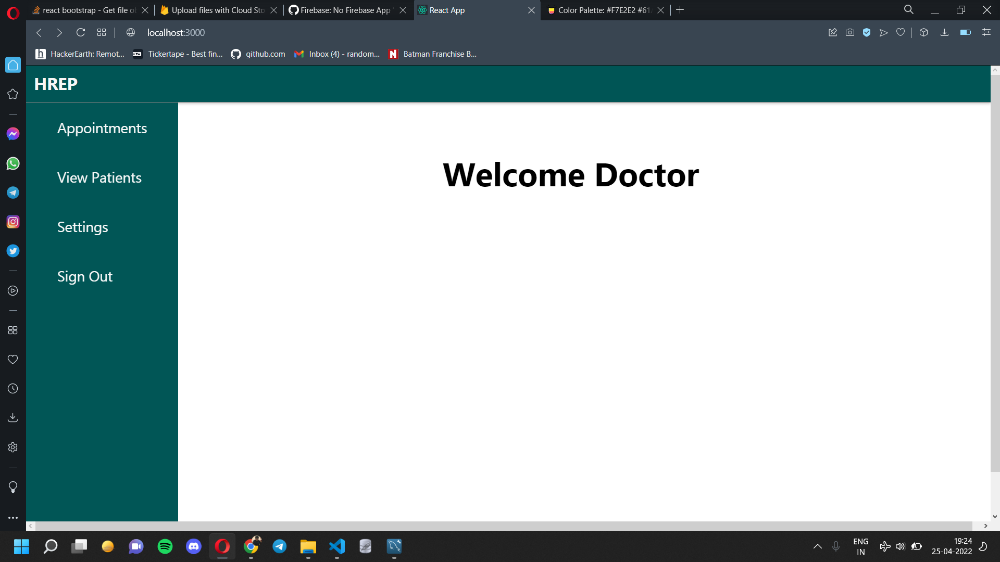 react bootstrap - Get file ob
Upload files with Cloud Sto
Firebase: No Firebase App '
React App
Color Palette: #F7E2E2 #61
localhost:3000
HackerEarth: Remot...
Tickertape - Best fin...
github.com
Inbox (4) - random...
Batman Franchise B...
HREP
Appointments
View Patients
Settings
Sign Out
Welcome Doctor
ENG
IN
19:24
25-04-2022